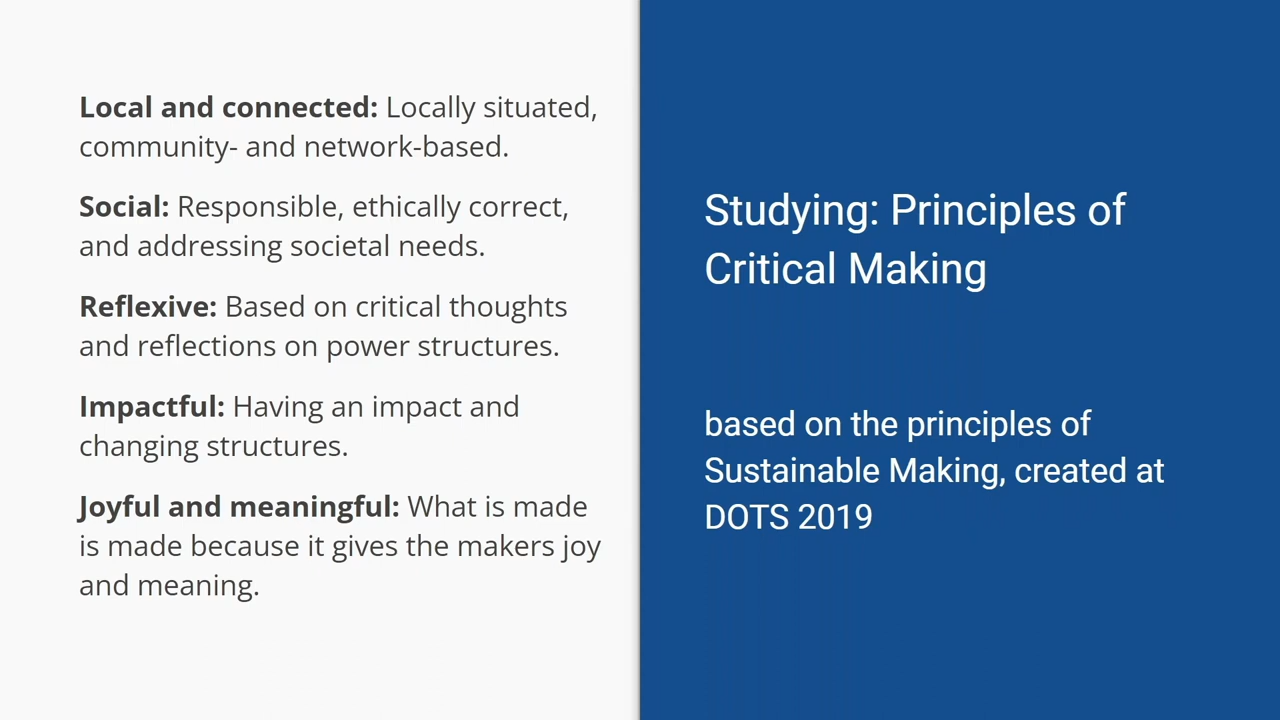 Local and connected: Locally situated,
community- and network-based.
Social: Responsible, ethically correct,
and addressing societal needs.
Reflexive: Based on critical thoughts
and reflections on power structures.
Impactful: Having an impact and
changing structures.
Joyful and meaningful: What is made
is made because it gives the makers joy
and meaning.
Studying: Principles of
Critical Making
based on the principles of
Sustainable Making, created at
DOTS 2019